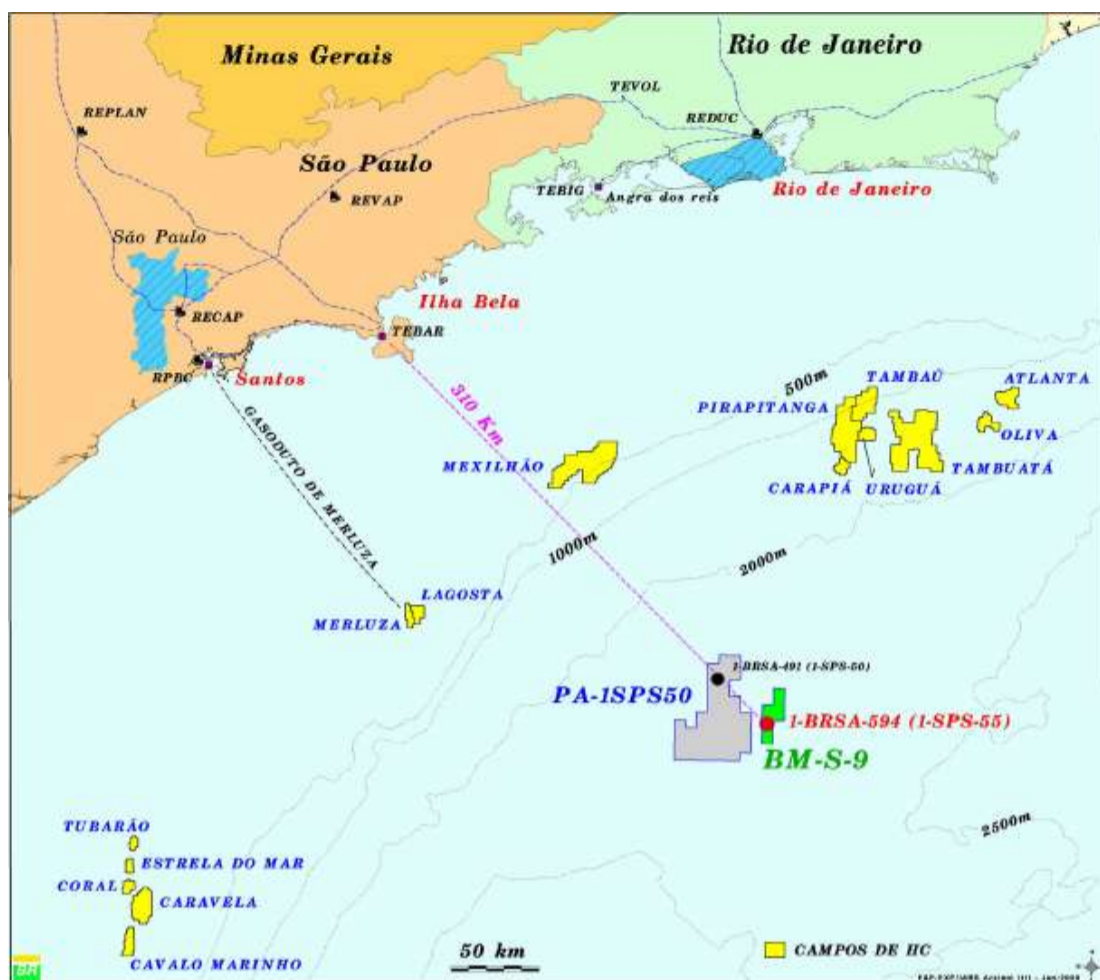 Minas Gerais
Rio de Janeiro
TEVOL
REPLAN
REDUC
São Paulo
REVAP
TEBIG
Angra dos reis
Rio de Janeiro
São Paulo
Ilha Bela
RECAP
TEBAR
RPBC
Santos
310 Km
500m
TAMBAÚ
ATLANTA
PIRAPITANGA
OLIVA
MEXILHÃO
TAMBUATÁ
CARAPIÁ
URUGUÁ
GASODUTO DE MERLUZA
1000m
2000m
LAGOSTA
MERLUZA
1-BRSA-491 (1-SPS-50)
PA-1SPS50
1-BRSA-594 (1-SPS-55)
BM-S-9
2500m
TUBARÃO
ESTRELA DO MAR
CORAL
CARAVELA
CAVALO MARINHO
50 km
CAMPOS DE HC
BR